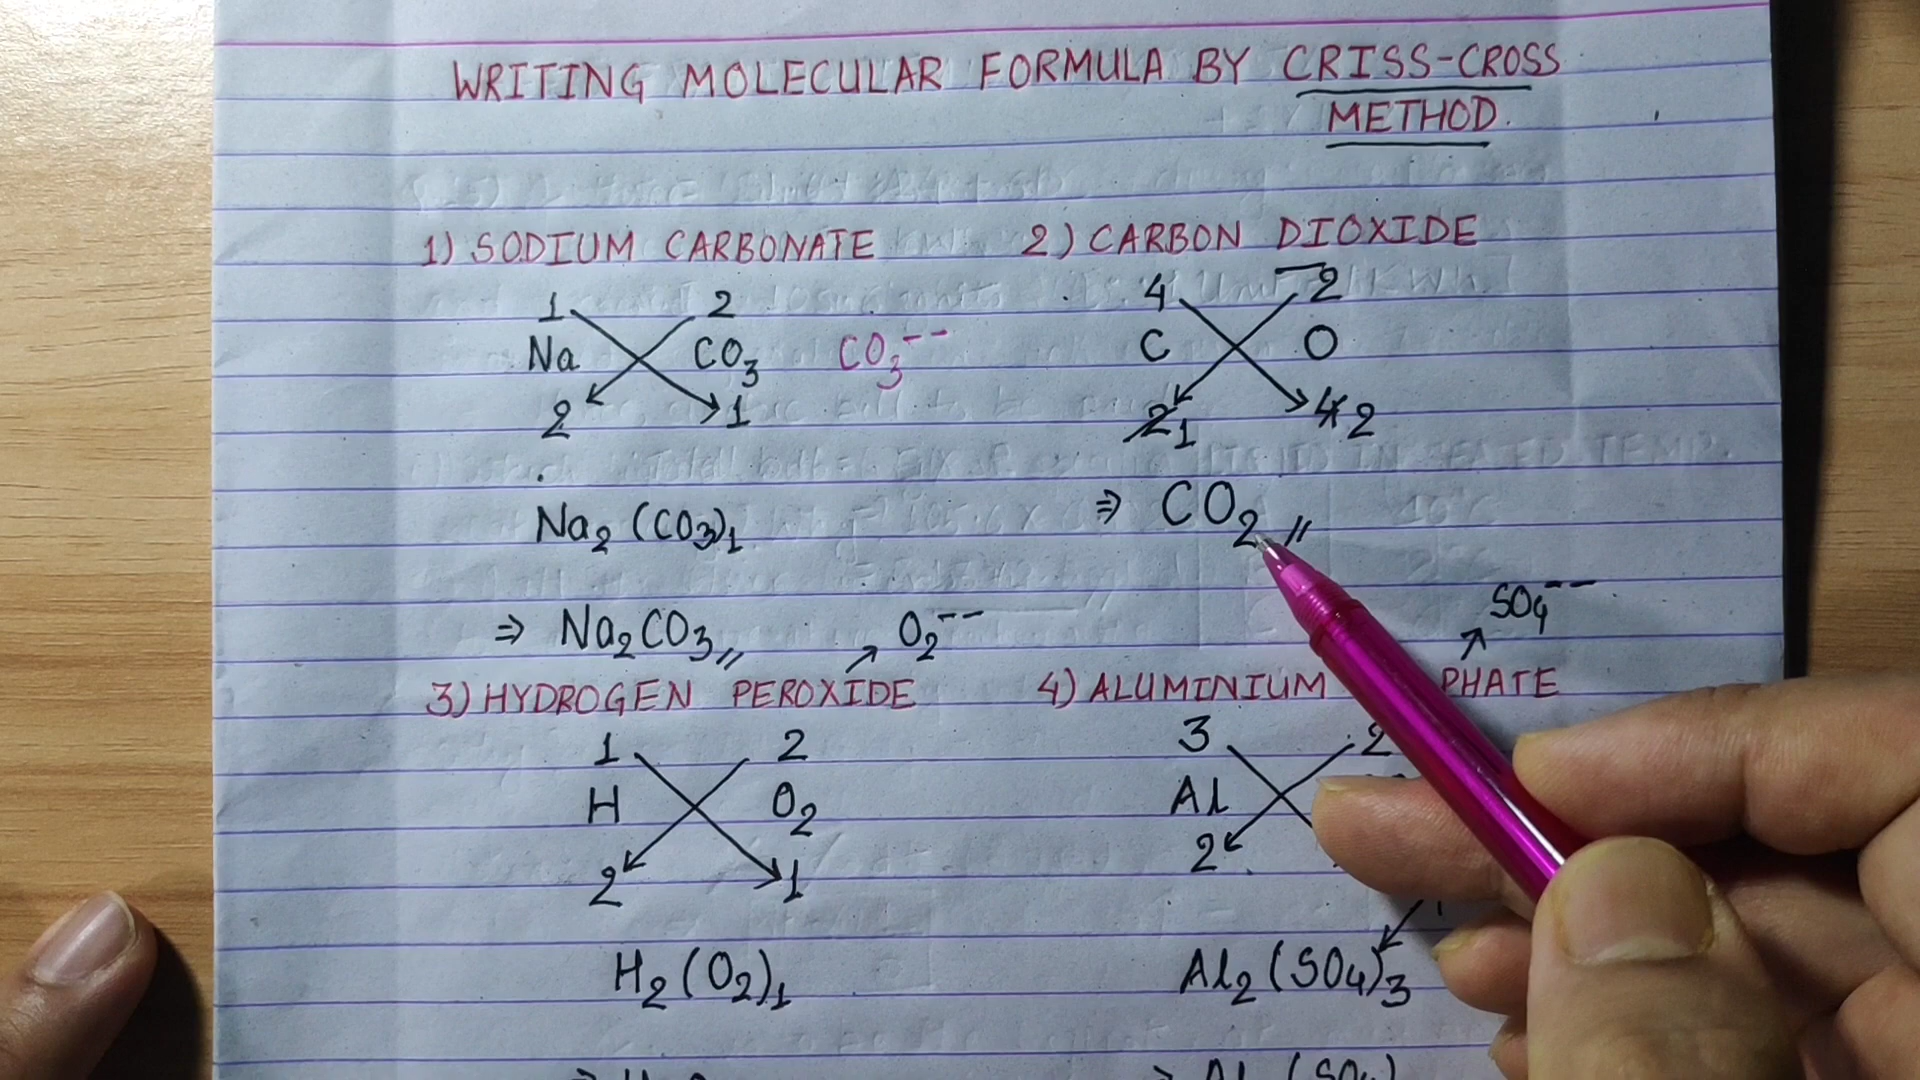 WRITING MOLECULAR FORMULA BY CRISS-CROSS
METHOD.
1) SODIUM CARBONATE
1 2
Na CO3 CO3--
2 1
Na2 (CO3)1
⇒ Na2CO3
2) CARBON DIOXIDE
4 2
C O
2 1 4 2
⇒ CO2
3) HYDROGEN PEROXIDE
O2--
1 2
H O2
2 1
H2 (O2)1
4) ALUMINIUM PHATE
SO4--
3 2
Al
2
Al2 (SO4)3